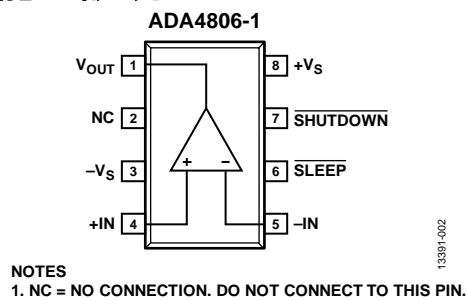 ADA4806-1
VOUT 1
8 +VS
NC 2
7 SHUTDOWN
–VS 3
6 SLEEP
+IN 4
5 –IN
+ –
13391-002
NOTES
1. NC = NO CONNECTION. DO NOT CONNECT TO THIS PIN.